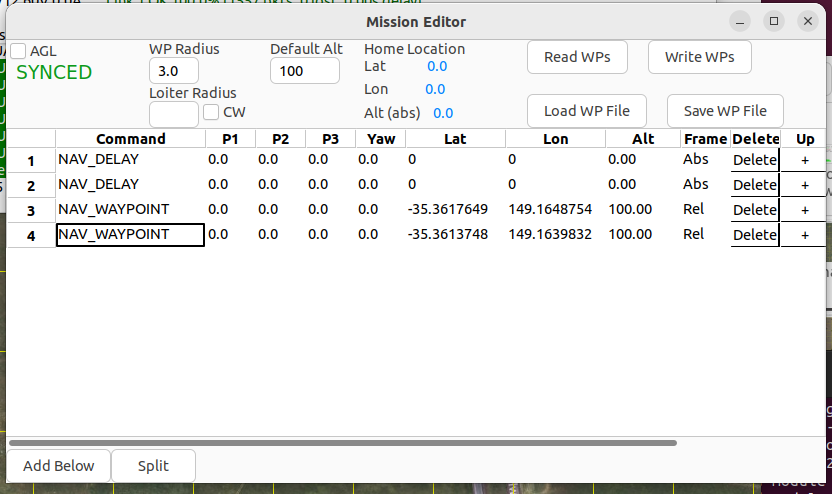 Mission Editor
AGL
SYNCED
WP Radius
3.0
Loiter Radius
CW
Default Alt
100
Home Location
Lat 0.0
Lon 0.0
Alt (abs) 0.0
Read WPs Write WPs
Load WP File Save WP File
Command P1 P2 P3 Yaw Lat Lon Alt Frame Delete Up
1 NAV_DELAY 0.0 0.0 0.0 0.0 0 0 0.00 Abs Delete +
2 NAV_DELAY 0.0 0.0 0.0 0.0 0 0 0.00 Abs Delete +
3 NAV_WAYPOINT 0.0 0.0 0.0 0.0 -35.3617649 149.1648754 100.00 Rel Delete +
4 NAV_WAYPOINT 0.0 0.0 0.0 0.0 -35.3613748 149.1639832 100.00 Rel Delete +
Add Below Split